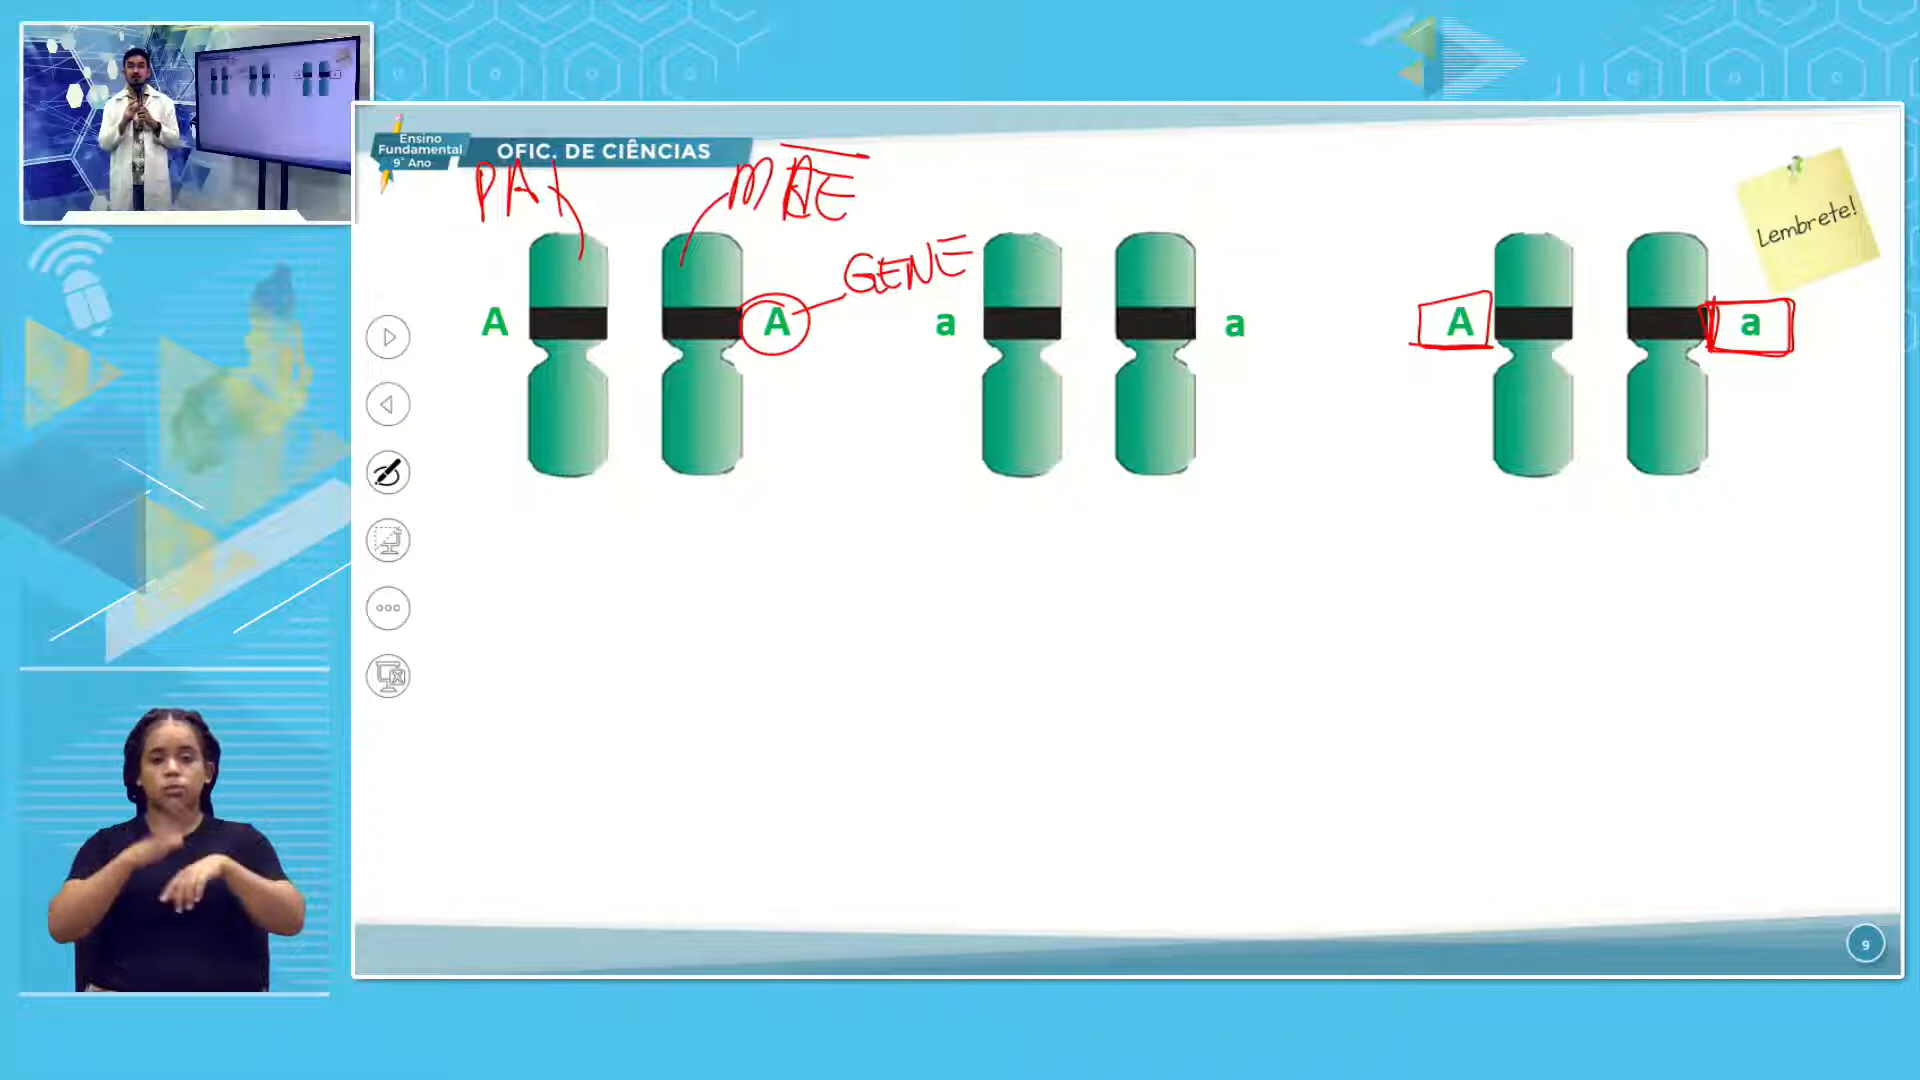 Ensino
Fundamental
9° Ano
OFIC. DE CIÊNCIAS
PAI
MÃE
GENE
Lembrete!
A
A
a
a
A
a
9